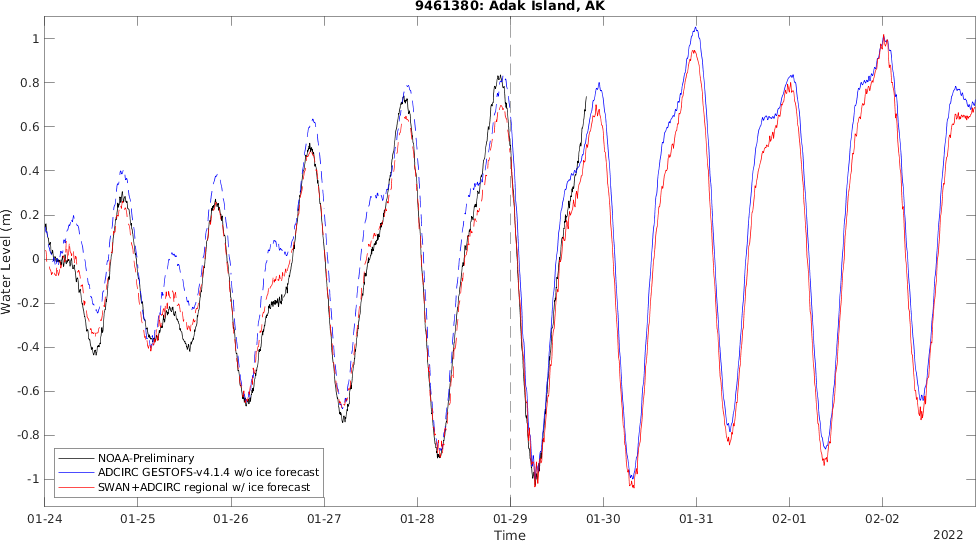 9461380: Adak Island, AK
Water Level (m)
1
0.8
0.6
0.4
0.2
0
-0.2
-0.4
-0.6
-0.8
-1
NOAA-Preliminary
ADCIRC GESTOFS-v4.1.4 w/o ice forecast
SWAN+ADCIRC regional w/ ice forecast
01-24 01-25 01-26 01-27 01-28 01-29 01-30 01-31 02-01 02-02
Time
2022